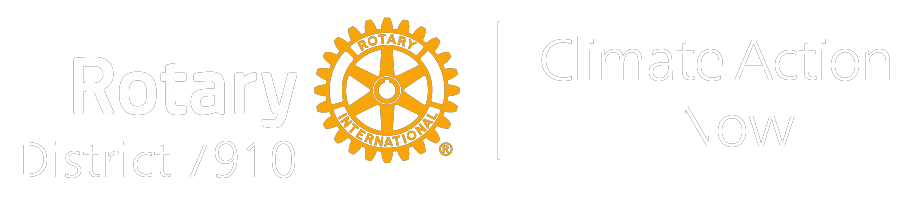 Rotary
District 7910
ROTARY
INTERNATIONAL
®
Climate Action
Now